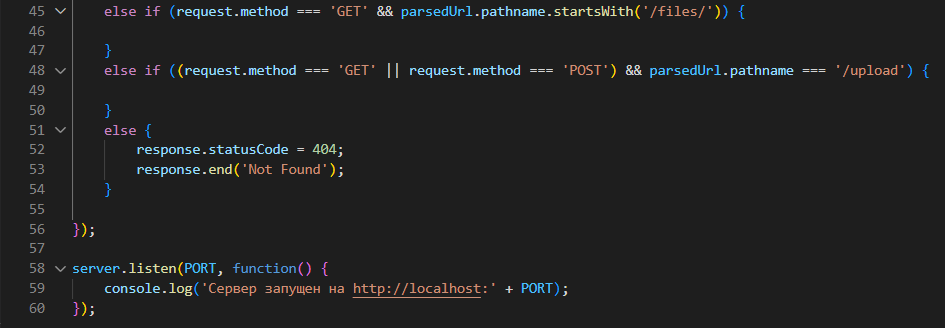 45 else if (request.method === 'GET' && parsedUrl.pathname.startsWith('/files/')) {
46
47 }
48 else if ((request.method === 'GET' || request.method === 'POST') && parsedUrl.pathname === '/upload') {
49
50 }
51 else {
52 response.statusCode = 404;
53 response.end('Not Found');
54 }
55
56 });
57
58 server.listen(PORT, function() {
59 console.log('Сервер запущен на http://localhost:' + PORT);
60 });